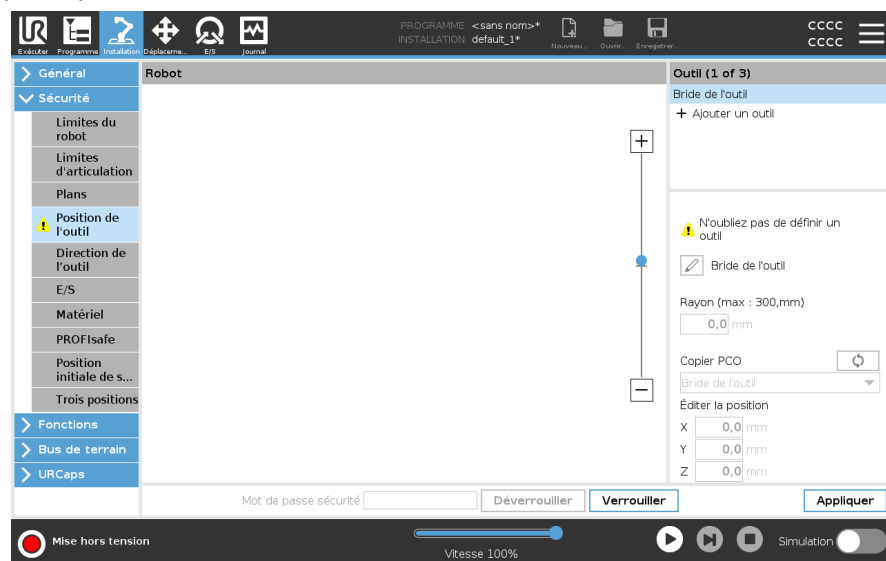 PROGRAMME <sans nom>*
INSTALLATION default_1*
Exécuter
Programme
Installation
Déplaceme...
E/S
Journal
Nouveau...
Ouvrir...
Enregistrer...
cccc
cccc
Général
Sécurité
Limites du
robot
Limites
d'articulation
Plans
Position de
l'outil
Direction de
l'outil
E/S
Matériel
PROFIsafe
Position
initiale de s...
Trois positions
Fonctions
Bus de terrain
URCaps
Robot
Outil (1 of 3)
Bride de l'outil
+ Ajouter un outil
N'oubliez pas de définir un
outil
Bride de l'outil
Rayon (max : 300,mm)
0,0 mm
Copier PCO
Bride de l'outil
Éditer la position
X 0,0 mm
Y 0,0 mm
Z 0,0 mm
Mot de passe sécurité
Déverrouiller
Verrouiller
Appliquer
Mise hors tension
Vitesse 100%
Simulation